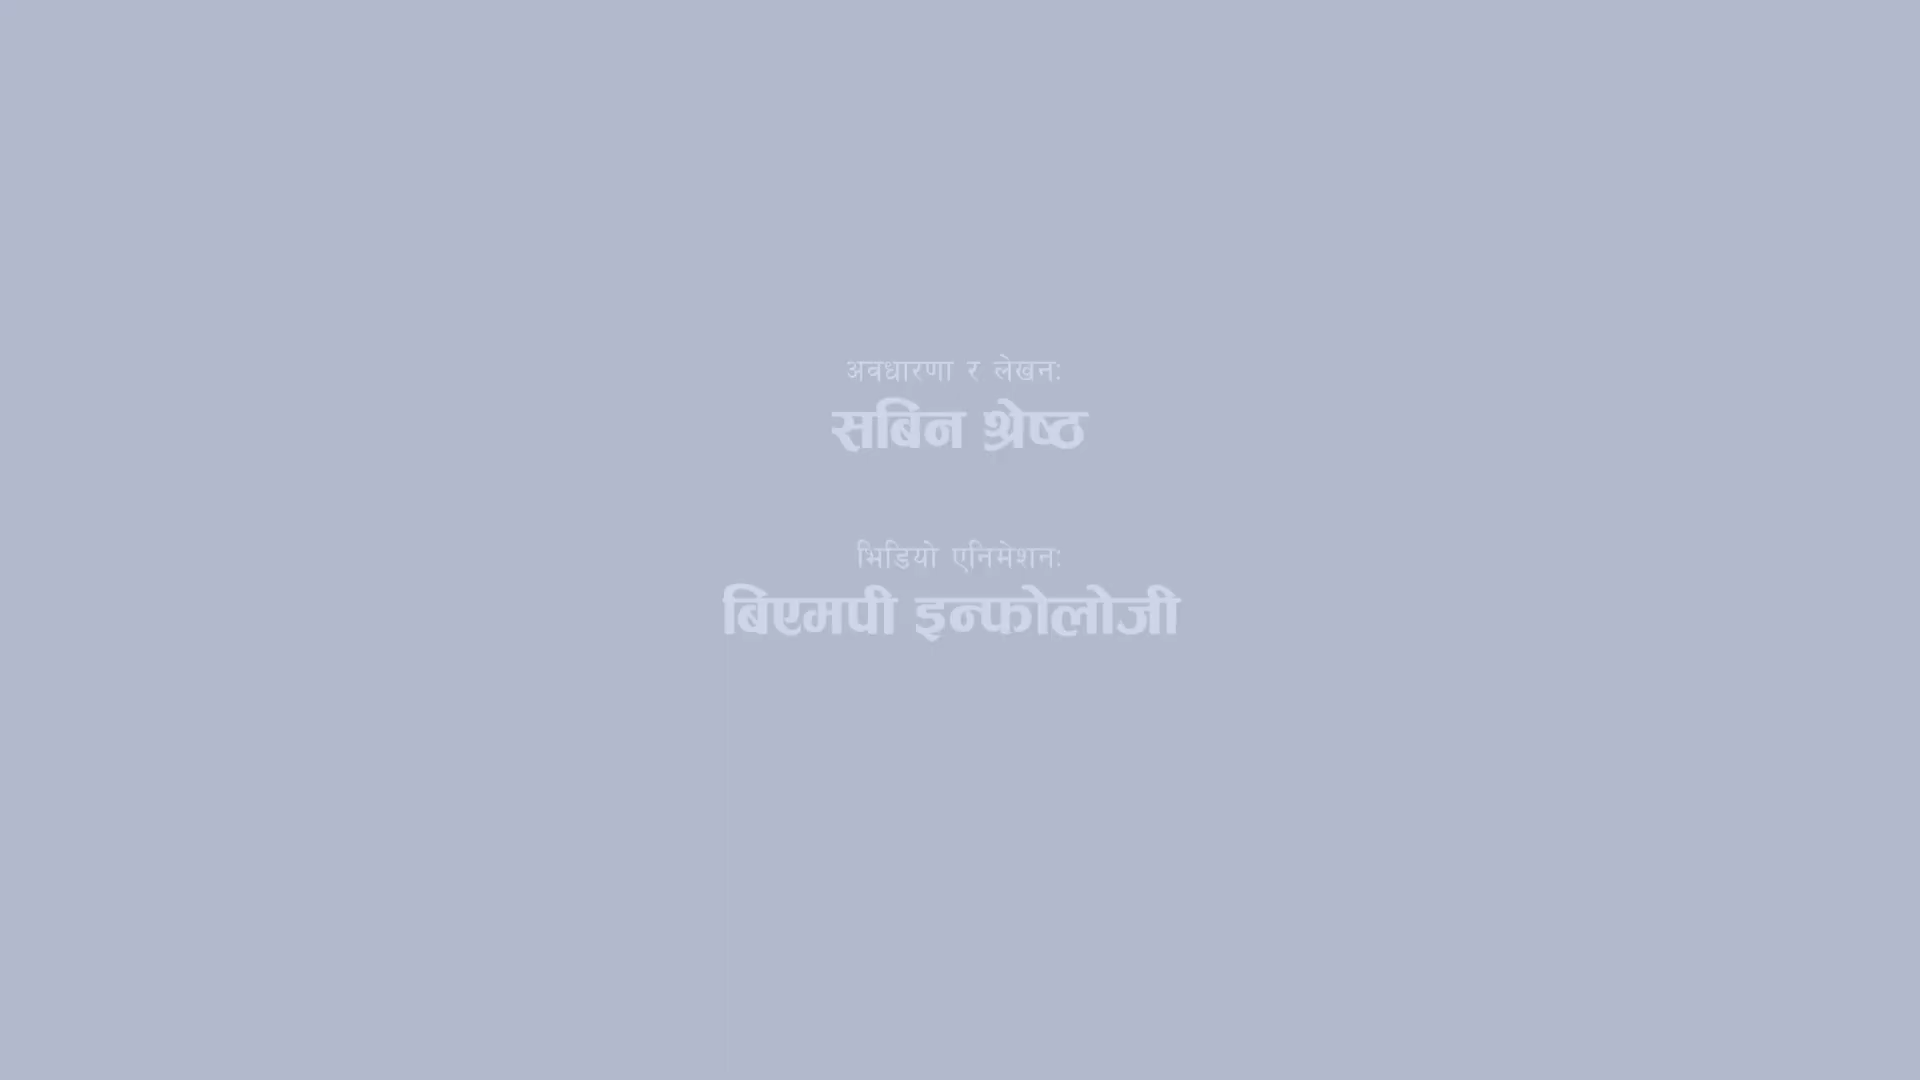 अवधारणा र लेखनः
सबिन श्रेष्ठ
भिडियो एनिमेशनः
बिएमपी इन्फोलोजी